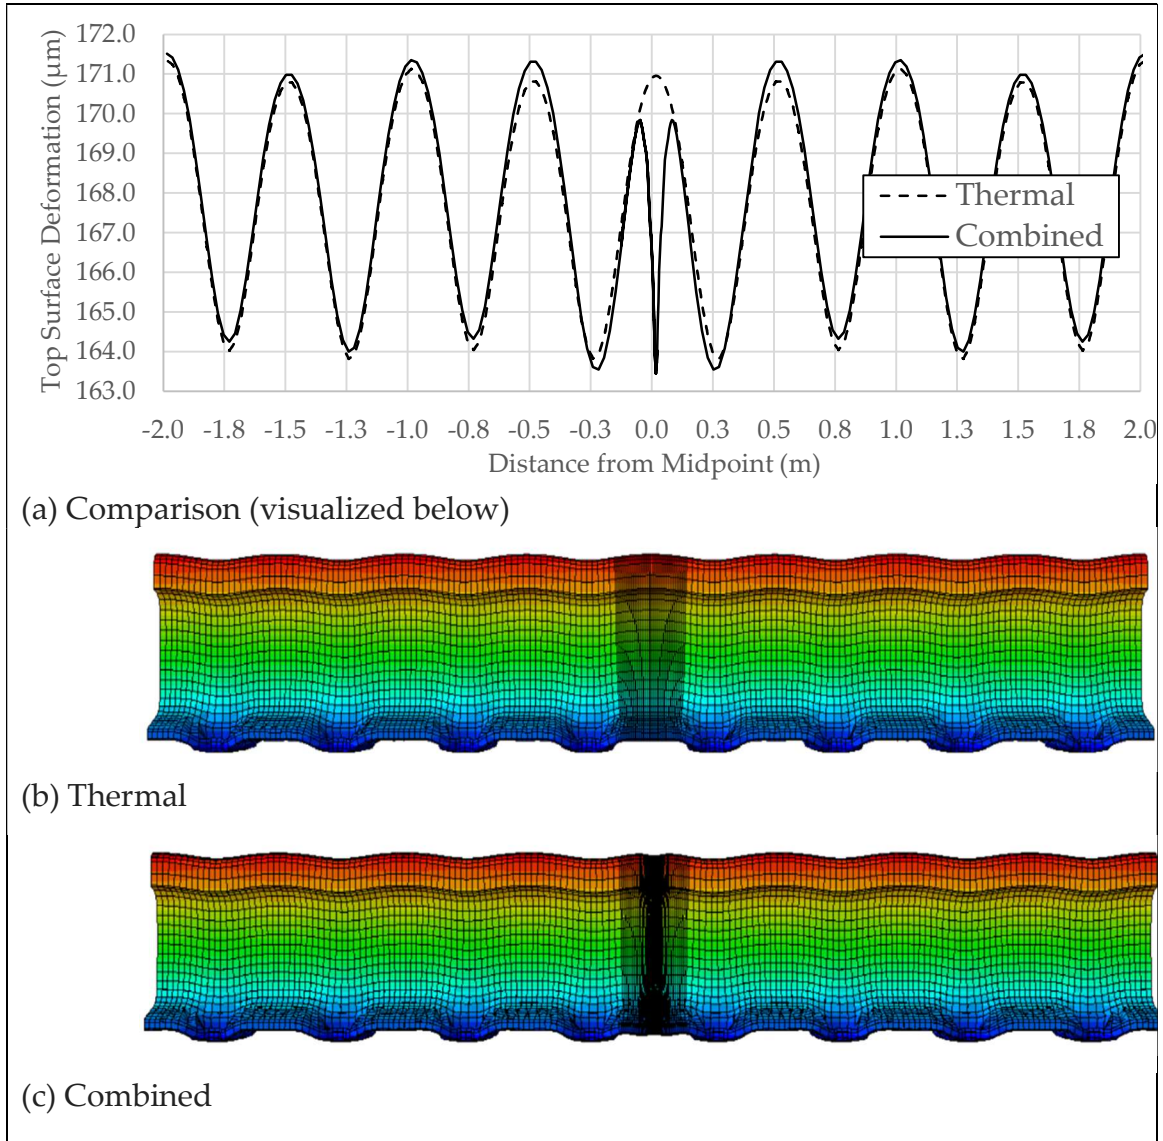 172.0
171.0
170.0
169.0
168.0
167.0
166.0
165.0
164.0
163.0
Top Surface Deformation (μm)
Thermal
Combined
-2.0 -1.8 -1.5 -1.3 -1.0 -0.8 -0.5 -0.3 0.0 0.3 0.5 0.8 1.0 1.3 1.5 1.8 2.0
Distance from Midpoint (m)
(a) Comparison (visualized below)
(b) Thermal
(c) Combined